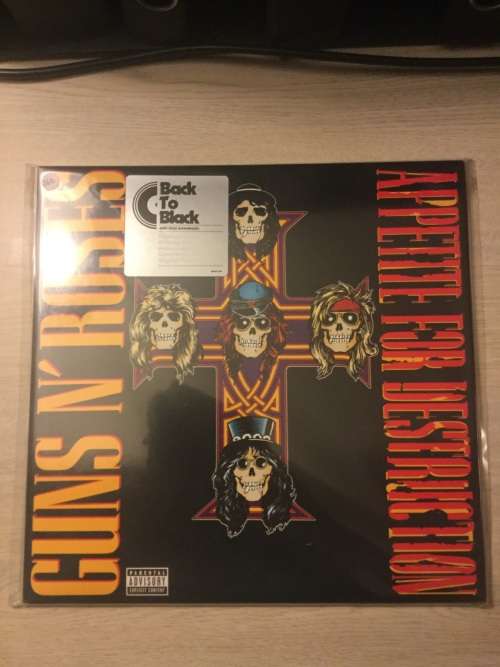 GUNS N' ROSES
Back
To
Black
APPETITE FOR DESTRUCTION
PARENTAL
ADVISORY
EXPLICIT CONTENT